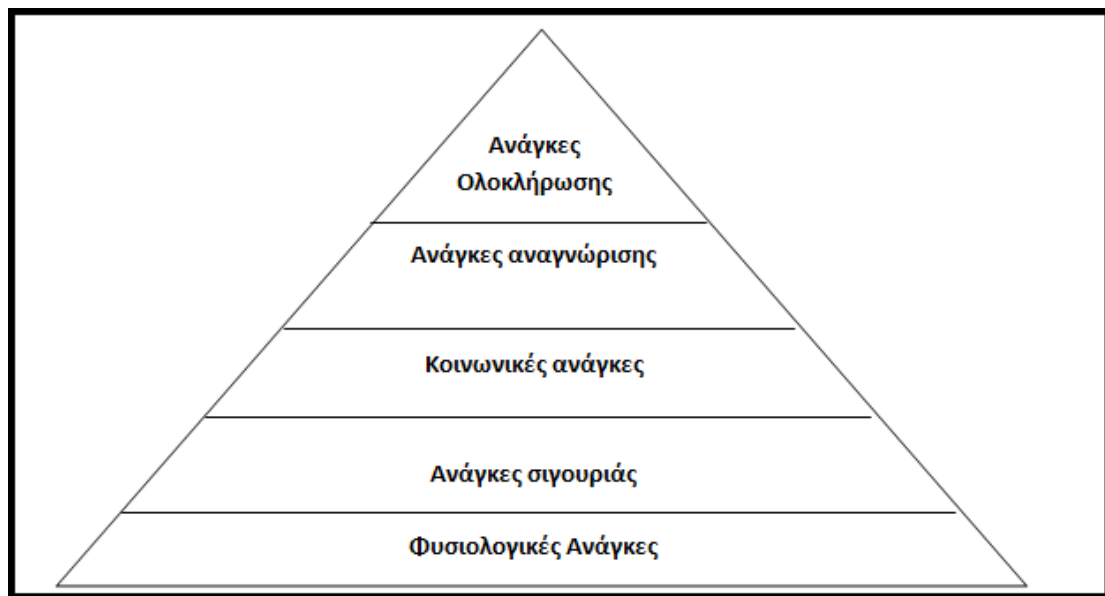 Ανάγκες
Ολοκλήρωσης
Ανάγκες αναγνώρισης
Κοινωνικές ανάγκες
Ανάγκες σιγουριάς
Φυσιολογικές Ανάγκες